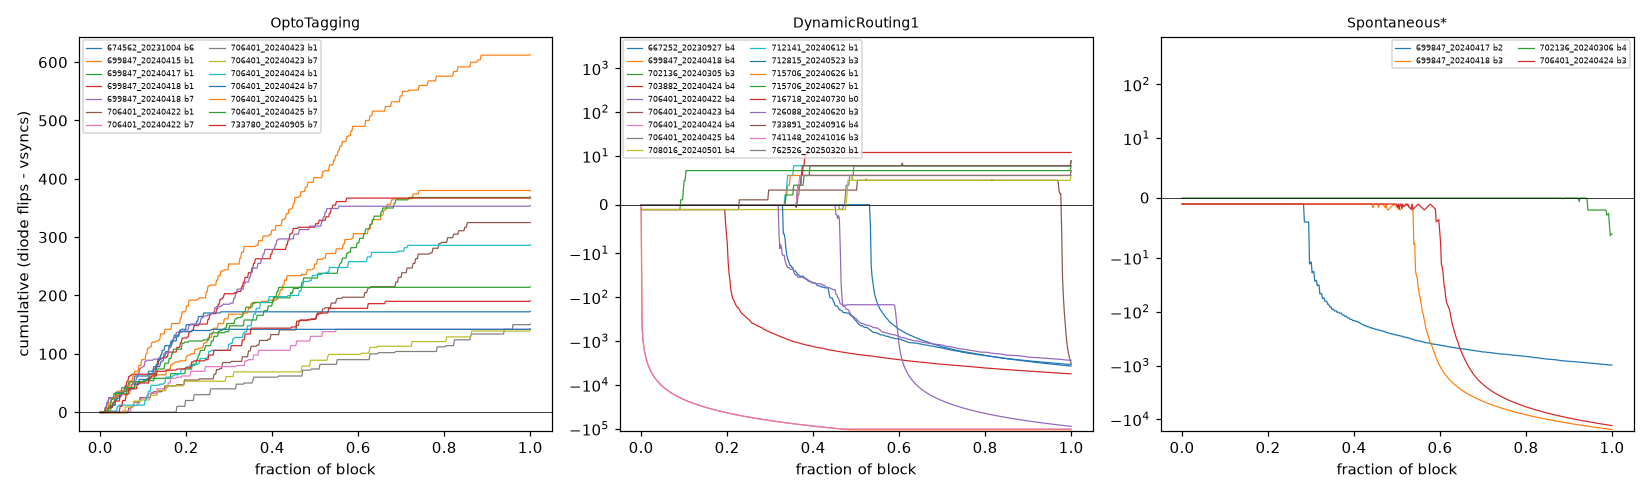 OptoTagging
cumulative (diode flips - vsyncs)
600
500
400
300
200
100
0
674562_20231004 b6
699847_20240415 b1
699847_20240417 b1
699847_20240418 b1
699847_20240418 b7
706401_20240422 b1
706401_20240422 b7
706401_20240423 b1
706401_20240423 b7
706401_20240424 b1
706401_20240424 b7
706401_20240425 b1
706401_20240425 b7
733780_20240905 b7
0.0 0.2 0.4 0.6 0.8 1.0
fraction of block
DynamicRouting1
10³
10²
10¹
0
−10¹
−10²
−10³
−10⁴
−10⁵
667252_20230927 b4
699847_20240418 b4
702136_20240305 b3
703882_20240424 b4
706401_20240422 b4
706401_20240423 b4
706401_20240424 b4
706401_20240425 b4
708016_20240501 b4
712141_20240612 b1
712815_20240523 b3
715706_20240626 b1
715706_20240627 b1
716718_20240730 b0
726088_20240620 b3
733891_20240916 b4
741148_20241016 b3
762526_20250320 b1
0.0 0.2 0.4 0.6 0.8 1.0
fraction of block
Spontaneous*
10²
10¹
0
−10¹
−10²
−10³
−10⁴
699847_20240417 b2
699847_20240418 b3
702136_20240306 b4
706401_20240424 b3
0.0 0.2 0.4 0.6 0.8 1.0
fraction of block